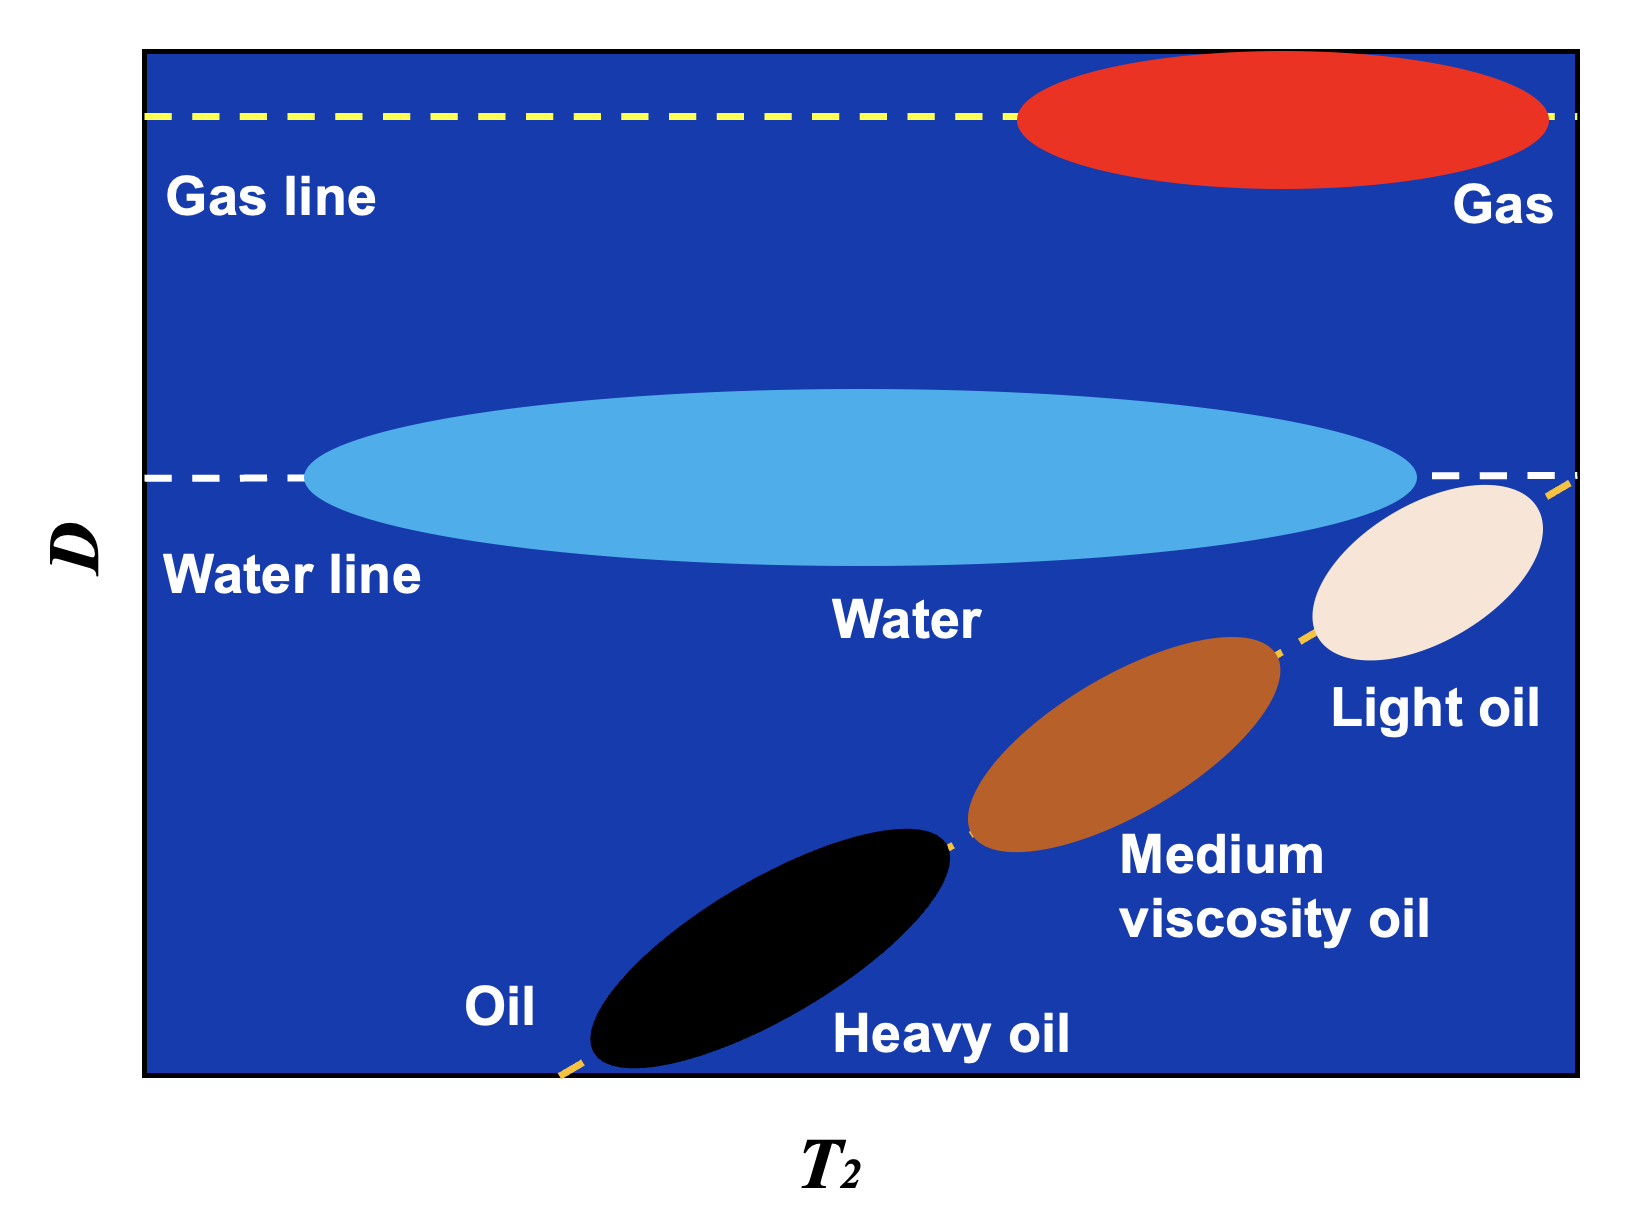 Gas line
Gas
D
Water line
Water
Light oil
Medium
viscosity oil
Oil
Heavy oil
T2